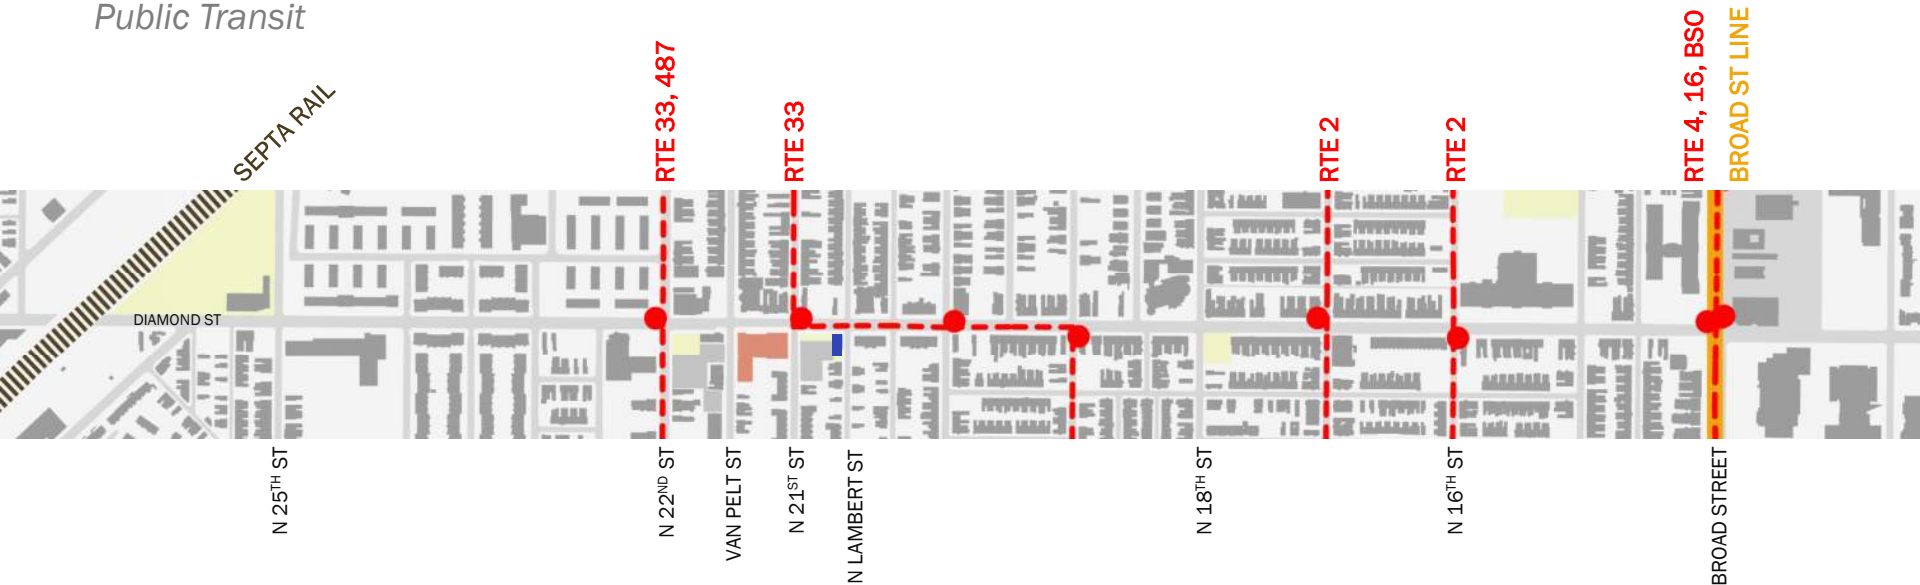 Public Transit
SEPTA RAIL
RTE 33, 487
RTE 33
RTE 2
RTE 2
RTE 4, 16, BSO
BROAD ST LINE
DIAMOND ST
N 25TH ST
N 22ND ST
VAN PELT ST
N 21ST ST
N LAMBERT ST
N 18TH ST
N 16TH ST
BROAD STREET